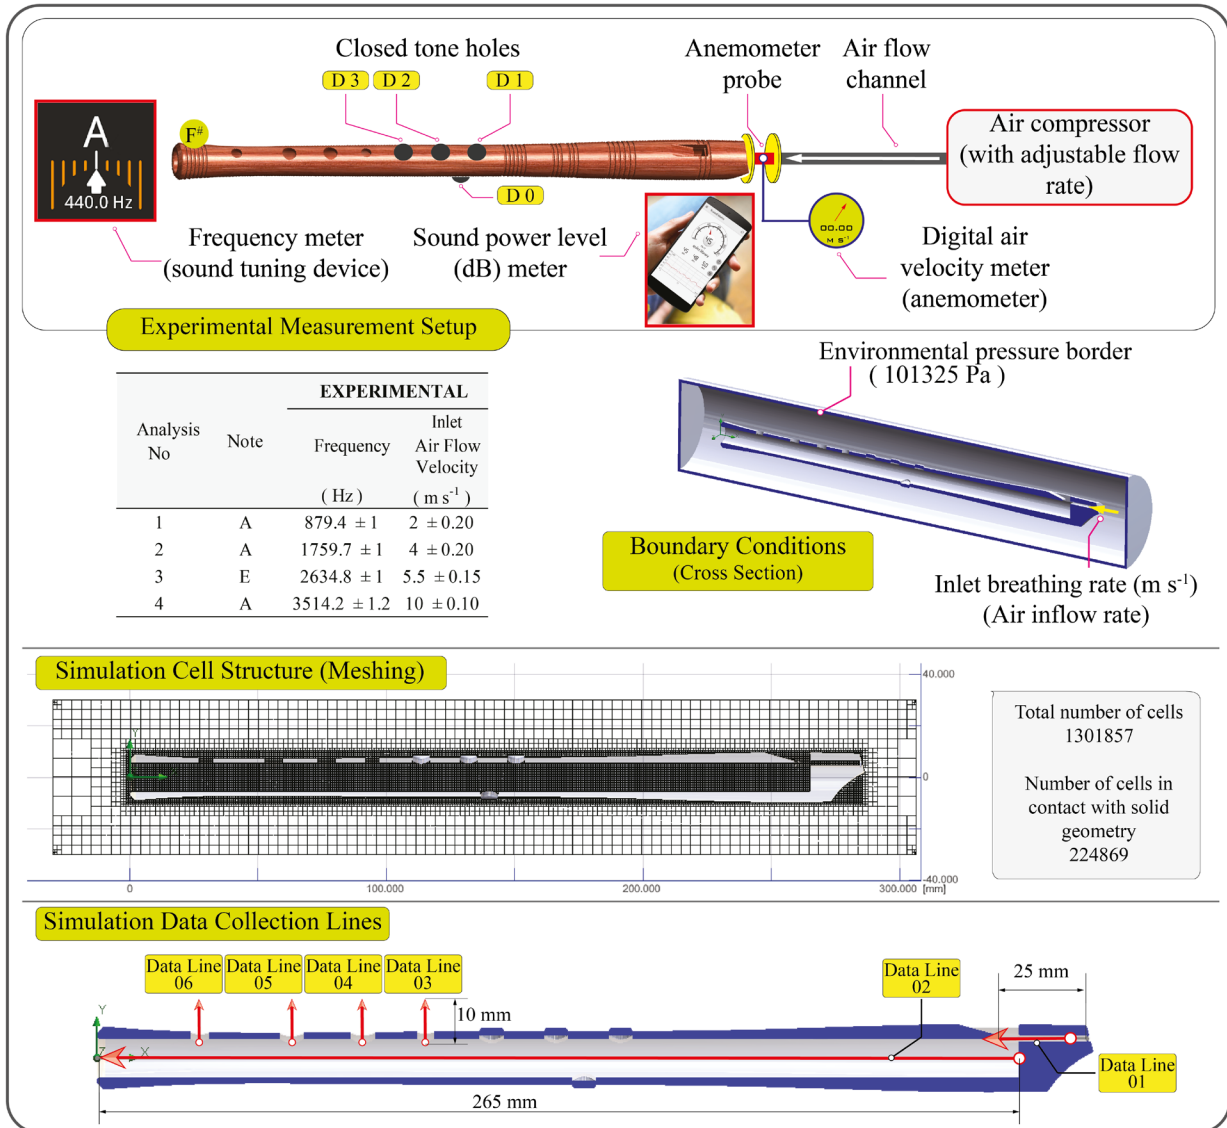 Closed tone holes
D 3
D 2
D 1
Anemometer
probe
Air flow
channel
A
440.0 Hz
F#
D 0
Air compressor
(with adjustable flow
rate)
00.00
M S⁻¹
Frequency meter
(sound tuning device)
Sound power level
(dB) meter
45
Digital air
velocity meter
(anemometer)
Experimental Measurement Setup
EXPERIMENTAL
Analysis
No
Note
Frequency
Inlet
Air Flow
Velocity
( Hz )
( m s⁻¹ )
1 A 879.4 ± 1 2 ± 0.20
2 A 1759.7 ± 1 4 ± 0.20
3 E 2634.8 ± 1 5.5 ± 0.15
4 A 3514.2 ± 1.2 10 ± 0.10
Environmental pressure border
( 101325 Pa )
Boundary Conditions
(Cross Section)
Inlet breathing rate (m s⁻¹)
(Air inflow rate)
Simulation Cell Structure (Meshing)
40.000
0
-40.000
Y
0 100.000 200.000 300.000 [mm]
Total number of cells
1301857
Number of cells in
contact with solid
geometry
224869
Simulation Data Collection Lines
Data Line
06
Data Line
05
Data Line
04
Data Line
03
10 mm
Data Line
02
25 mm
Y
Z
X
Data Line
01
265 mm